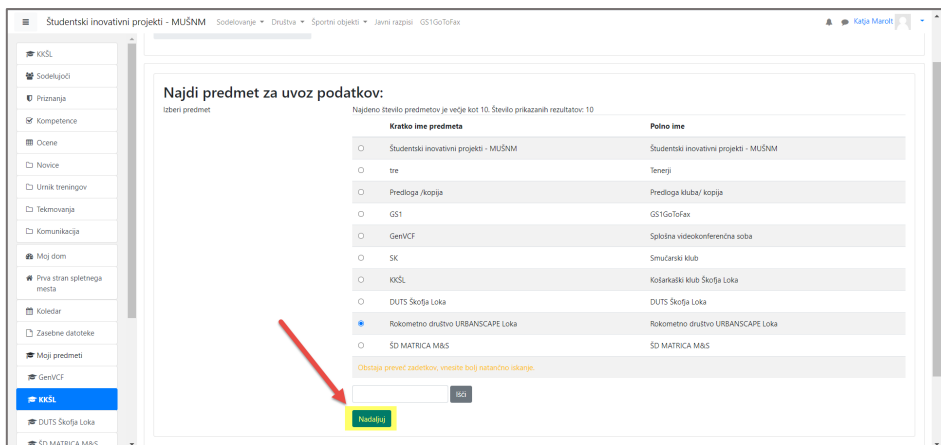 Študentski inovativni projekti - MUŠNM Sodelovanje Društva Športni objekti Javni razpisi GS1GoToFax Katja Marolt
KKŠL
Sodelujoči
Priznanja
Kompetence
Ocene
Novice
Urnik treningov
Tekmovanja
Komunikacija
Moj dom
Prva stran spletnega
mesta
Koledar
Zasebne datoteke
Moji predmeti
GenVCF
KKŠL
DUTS Škofja Loka
ŠD MATRICA M&S
Najdi predmet za uvoz podatkov:
Izberi predmet
Najdeno število predmetov je večje kot 10. Število prikazanih rezultatov: 10
Kratko ime predmeta Polno ime
Študentski inovativni projekti - MUŠNM Študentski inovativni projekti - MUŠNM
tre Tenerji
Predloga /kopija Predloga kluba/ kopija
GS1 GS1GoToFax
GenVCF Splošna videokonferenčna soba
SK Smučarski klub
KKŠL Košarkaški klub Škofja Loka
DUTS Škofja Loka DUTS Škofja Loka
Rokometno društvo URBANSCAPE Loka Rokometno društvo URBANSCAPE Loka
ŠD MATRICA M&S ŠD MATRICA M&S
Obstaja preveč zadetkov, vnesite bolj natančno iskanje.
Išči
Nadaljuj